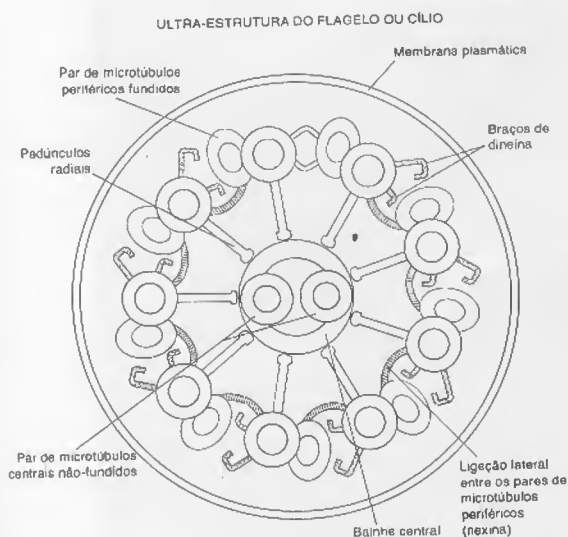 ULTRA-ESTRUTURA DO FLAGELO OU CÍLIO
Membrana plasmática
Par de microtúbulos
periféricos fundidos
Braços de
dineína
Pedúnculos
radiais
Par de microtúbulos
centrais não-fundidos
Bainha central
Ligação lateral
entre os pares de
microtúbulos
periféricos
(nexina)